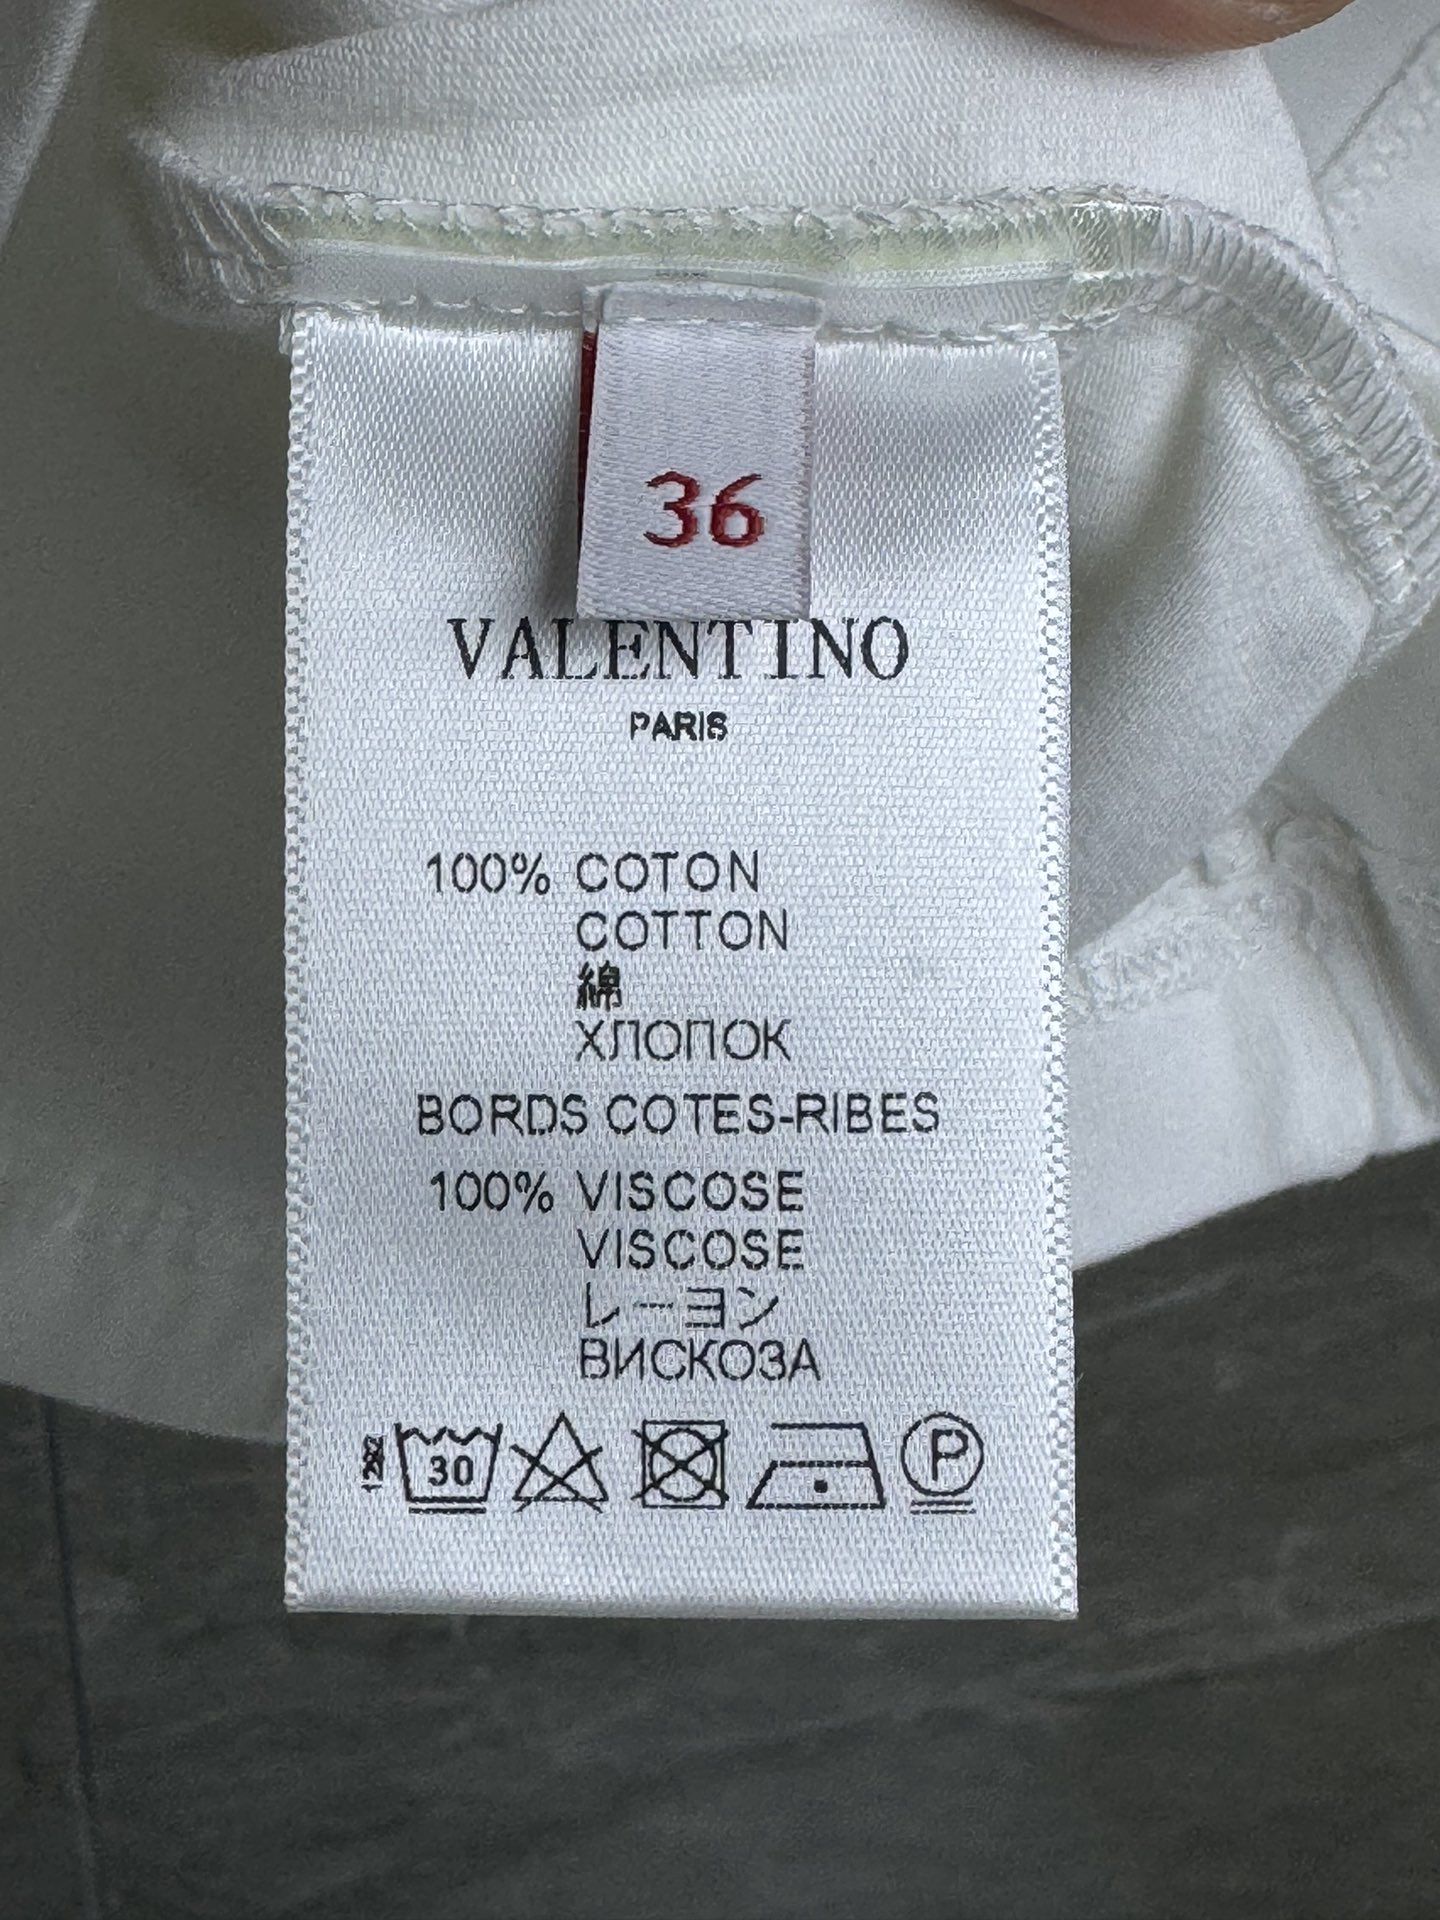 36
VALENTINO
PARIS
100% COTON
COTTON
綿
ХЛОПОК
BORDS COTES-RIBES
100% VISCOSE
VISCOSE
レーヨン
ВИСКОЗА
30 P